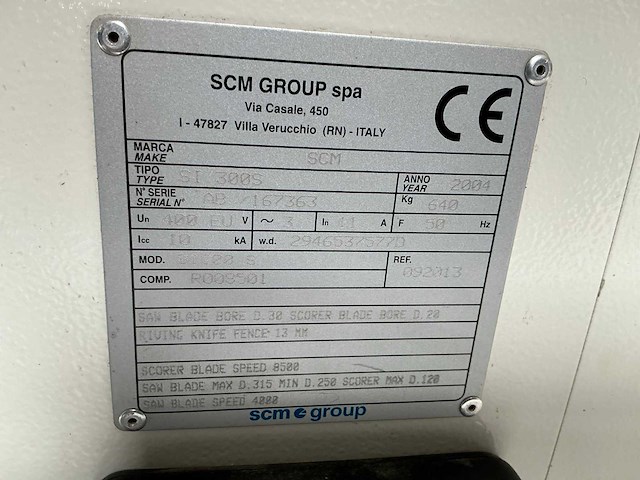 SCM GROUP spa
Via Casale, 450
I - 47827 Villa Verucchio (RN) - ITALY
CE
MARCA
MAKE SCM
TIPO
TYPE SI 300S ANNO YEAR 2004
N° SERIE
SERIAL N° AB / 167363 Kg 640
Un 400 EU V ~ 3 In 44 A F 50 Hz
Icc 10 kA w.d.
MOD. S REF. 092013
COMP. ROOS501
SAW BLADE BORE D.30 SCORER BLADE BORE D.20
RIVING KNIFE FENCE 13 MM
SCORER BLADE SPEED 8500
SAW BLADE MAX D.315 MIN D.250 SCORER MAX D.120
SAW BLADE SPEED 4000
scm group